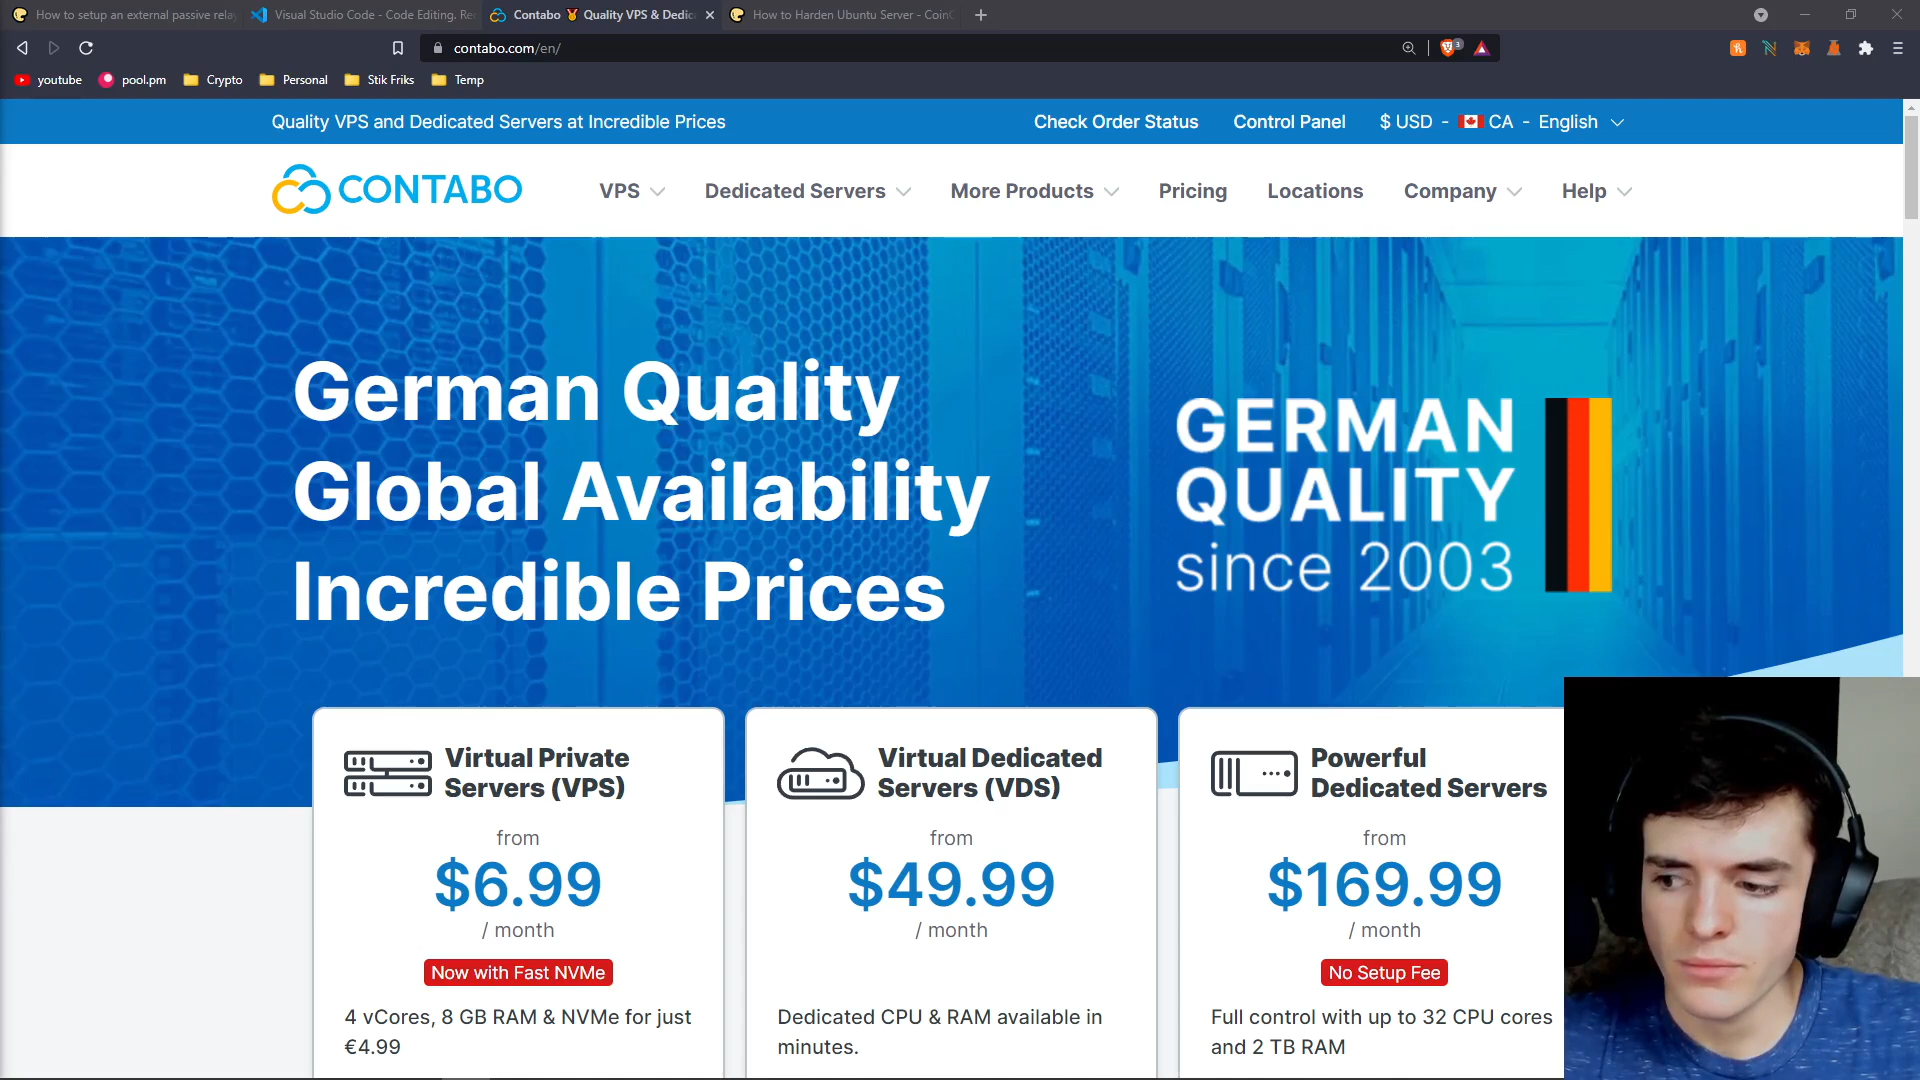 How to setup an external passive relay
Visual Studio Code - Code Editing. Re
Contabo 🏅 Quality VPS & Dedic
How to Harden Ubuntu Server - CoinC
contabo.com/en/
3
youtube
pool.pm
Crypto
Personal
Stik Friks
Temp
Quality VPS and Dedicated Servers at Incredible Prices
Check Order Status
Control Panel
$ USD - CA - English
CONTABO
VPS
Dedicated Servers
More Products
Pricing
Locations
Company
Help
German Quality
Global Availability
Incredible Prices
GERMAN
QUALITY
since 2003
Virtual Private
Servers (VPS)
from
$6.99
/ month
Now with Fast NVMe
4 vCores, 8 GB RAM & NVMe for just
€4.99
Virtual Dedicated
Servers (VDS)
from
$49.99
/ month
Dedicated CPU & RAM available in
minutes.
Powerful
Dedicated Servers
from
$169.99
/ month
No Setup Fee
Full control with up to 32 CPU cores
and 2 TB RAM